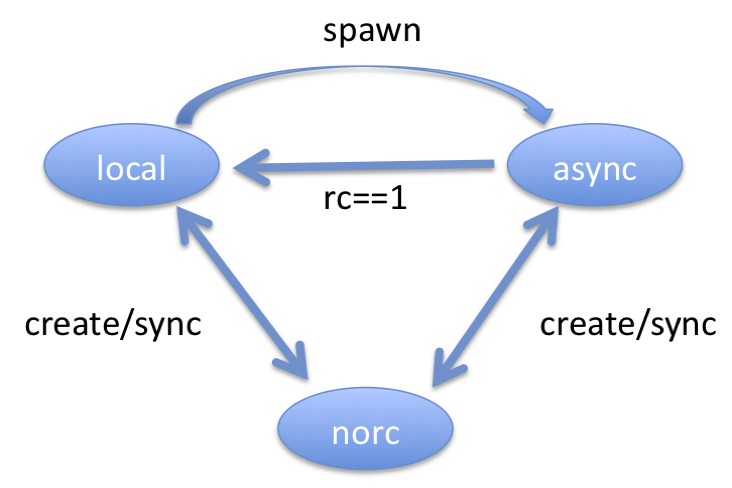 spawn
local
async
rc==1
create/sync
create/sync
norc